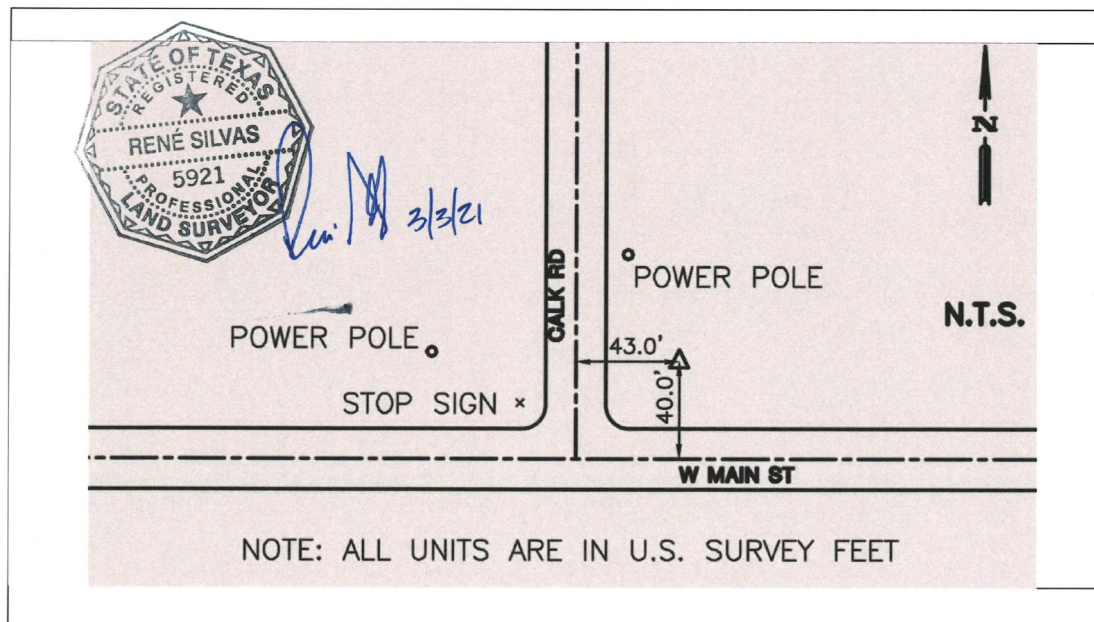 STATE OF TEXAS
REGISTERED
RENÉ SILVAS
5921
PROFESSIONAL
LAND SURVEYOR
3/3/21
N
CALK RD
POWER POLE
N.T.S.
POWER POLE
43.0'
40.0'
STOP SIGN
W MAIN ST
NOTE: ALL UNITS ARE IN U.S. SURVEY FEET